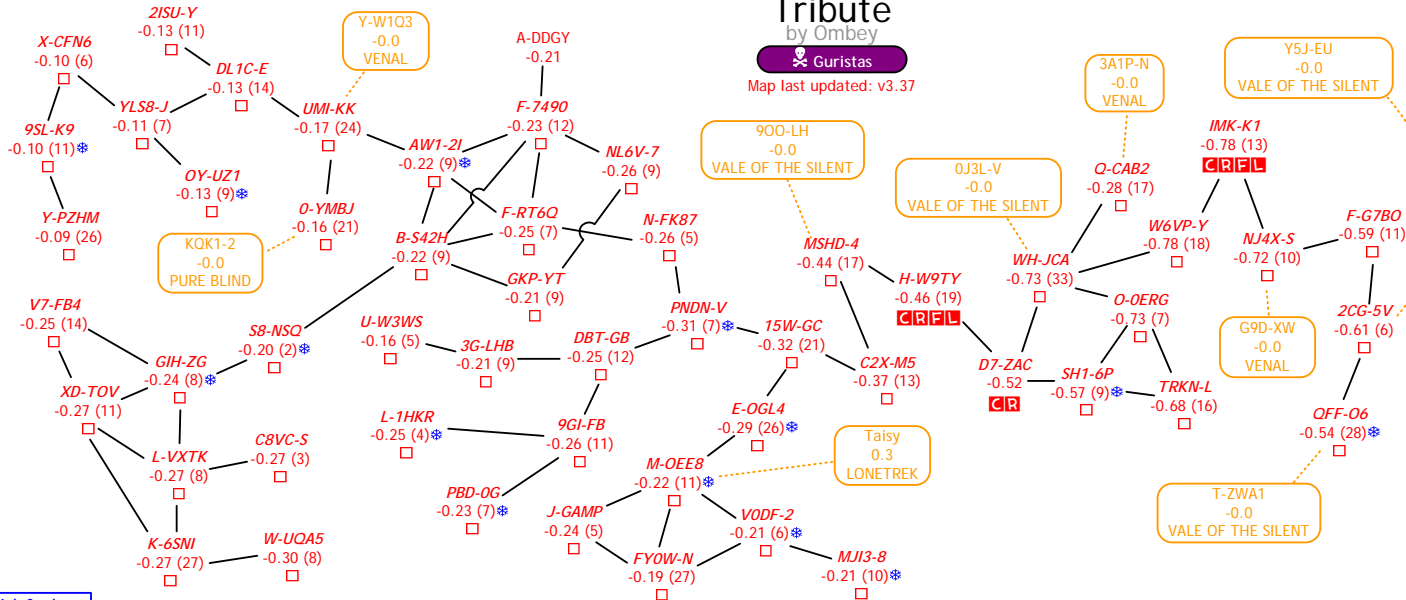 Tribute
by Ombey
Guristas
Map last updated: v3.37
2ISU-Y
-0.13 (11)
X-CFN6
-0.10 (6)
Y-W1Q3
-0.0
VENAL
A-DDGY
-0.21
DL1C-E
-0.13 (14)
YLS8-J
-0.11 (7)
UMI-KK
-0.17 (24)
F-7490
-0.23 (12)
9SL-K9
-0.10 (11)
AW1-2I
-0.22 (9)
NL6V-7
-0.26 (9)
OY-UZ1
-0.13 (9)
Y-PZHM
-0.09 (26)
0-YMBJ
-0.16 (21)
KQK1-2
-0.0
PURE BLIND
F-RT6Q
-0.25 (7)
N-FK87
-0.26 (5)
B-S42H
-0.22 (9)
GKP-YT
-0.21 (9)
9OO-LH
-0.0
VALE OF THE SILENT
0J3L-V
-0.0
VALE OF THE SILENT
3A1P-N
-0.0
VENAL
Y5J-EU
-0.0
VALE OF THE SILENT
IMK-K1
-0.78 (13)
C R F L
Q-CAB2
-0.28 (17)
W6VP-Y
-0.78 (18)
NJ4X-S
-0.72 (10)
F-G7BO
-0.59 (11)
MSHD-4
-0.44 (17)
WH-JCA
-0.73 (33)
H-W9TY
-0.46 (19)
C R F L
O-0ERG
-0.73 (7)
2CG-5V
-0.61 (6)
G9D-XW
-0.0
VENAL
V7-FB4
-0.25 (14)
S8-NSQ
-0.20 (2)
U-W3WS
-0.16 (5)
3G-LHB
-0.21 (9)
DBT-GB
-0.25 (12)
PNDN-V
-0.31 (7)
15W-GC
-0.32 (21)
C2X-M5
-0.37 (13)
D7-ZAC
-0.52
C R
SH1-6P
-0.57 (9)
TRKN-L
-0.68 (16)
GIH-ZG
-0.24 (8)
XD-TOV
-0.27 (11)
L-1HKR
-0.25 (4)
9GI-FB
-0.26 (11)
E-OGL4
-0.29 (26)
QFF-O6
-0.54 (28)
Taisy
0.3
LONETREK
C8VC-S
-0.27 (3)
L-VXTK
-0.27 (8)
M-OEE8
-0.22 (11)
PBD-0G
-0.23 (7)
J-GAMP
-0.24 (5)
V0DF-2
-0.21 (6)
T-ZWA1
-0.0
VALE OF THE SILENT
K-6SNI
-0.27 (27)
W-UQA5
-0.30 (8)
FY0W-N
-0.19 (27)
MJI3-8
-0.21 (10)